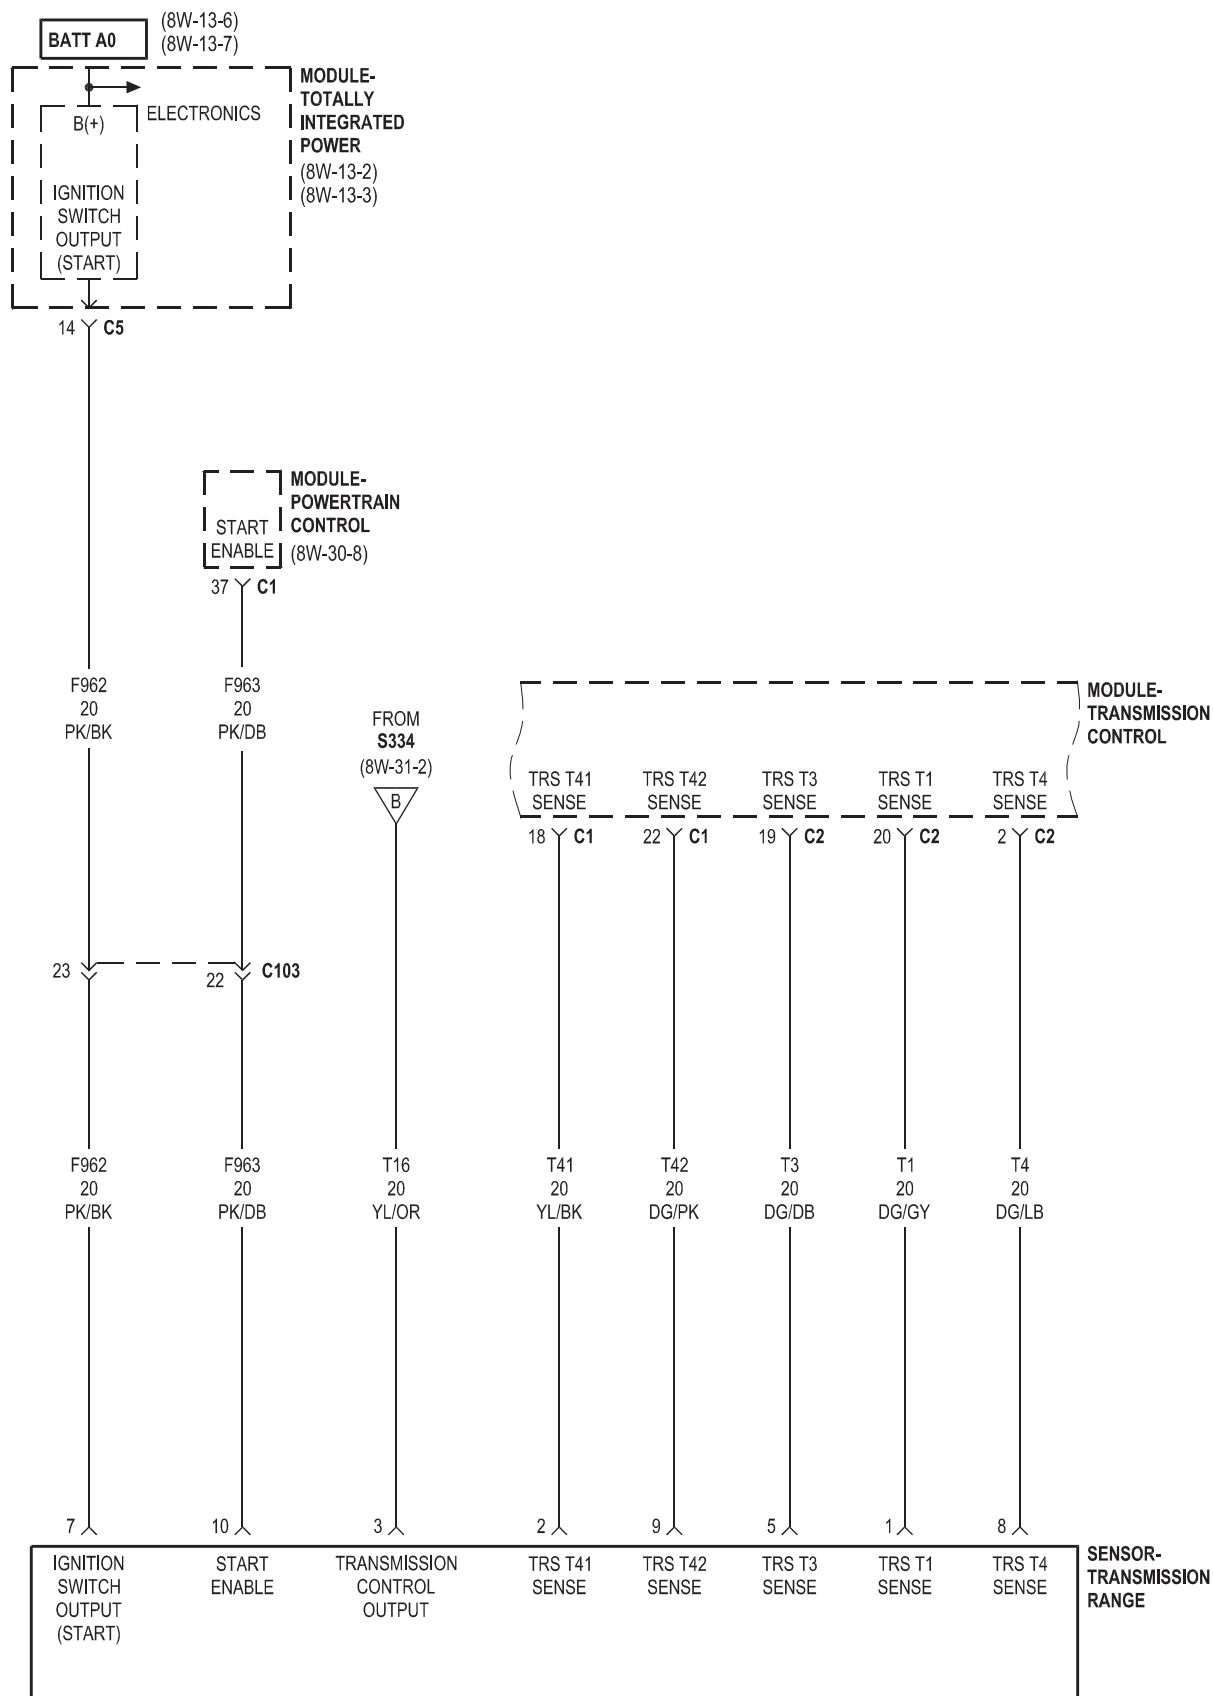 (8W-13-6)
BATT A0
(8W-13-7)
MODULE-
TOTALLY
INTEGRATED
POWER
(8W-13-2)
(8W-13-3)
ELECTRONICS
B(+)
IGNITION
SWITCH
OUTPUT
(START)
14 C5
MODULE-
POWERTRAIN
CONTROL
(8W-30-8)
START
ENABLE
37 C1
F962
20
PK/BK
F963
20
PK/DB
FROM
S334
(8W-31-2)
B
MODULE-
TRANSMISSION
CONTROL
TRS T41
SENSE
TRS T42
SENSE
TRS T3
SENSE
TRS T1
SENSE
TRS T4
SENSE
18 C1
22 C1
19 C2
20 C2
2 C2
23
22
C103
F962
20
PK/BK
F963
20
PK/DB
T16
20
YL/OR
T41
20
YL/BK
T42
20
DG/PK
T3
20
DG/DB
T1
20
DG/GY
T4
20
DG/LB
7
10
3
2
9
5
1
8
IGNITION
SWITCH
OUTPUT
(START)
START
ENABLE
TRANSMISSION
CONTROL
OUTPUT
TRS T41
SENSE
TRS T42
SENSE
TRS T3
SENSE
TRS T1
SENSE
TRS T4
SENSE
SENSOR-
TRANSMISSION
RANGE